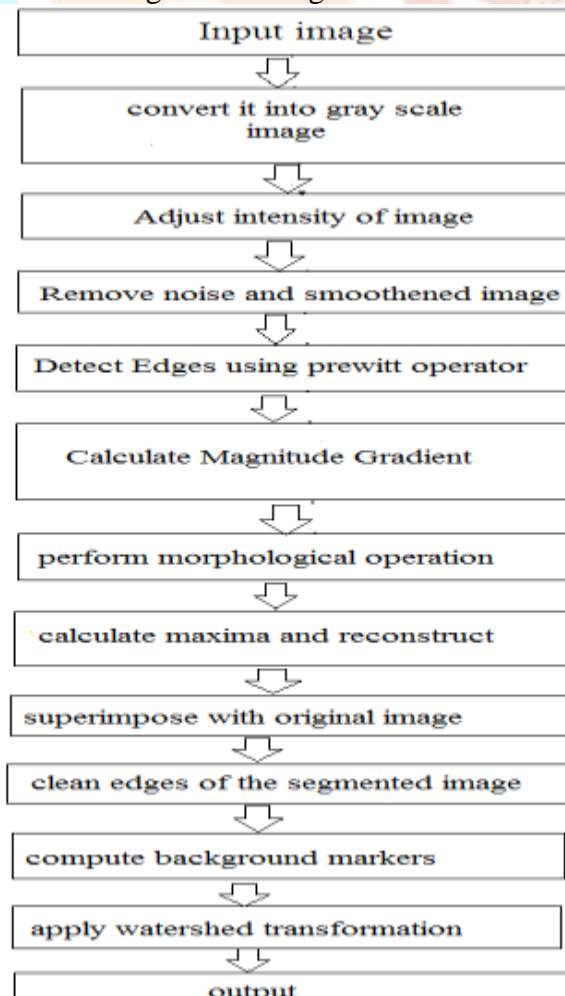 Input image
convert it into gray scale
image
Adjust intensity of image
Remove noise and smoothened image
Detect Edges using prewitt operator
Calculate Magnitude Gradient
perform morphological operation
calculate maxima and reconstruct
superimpose with original image
clean edges of the segmented image
compute background markers
apply watershed transformation
output